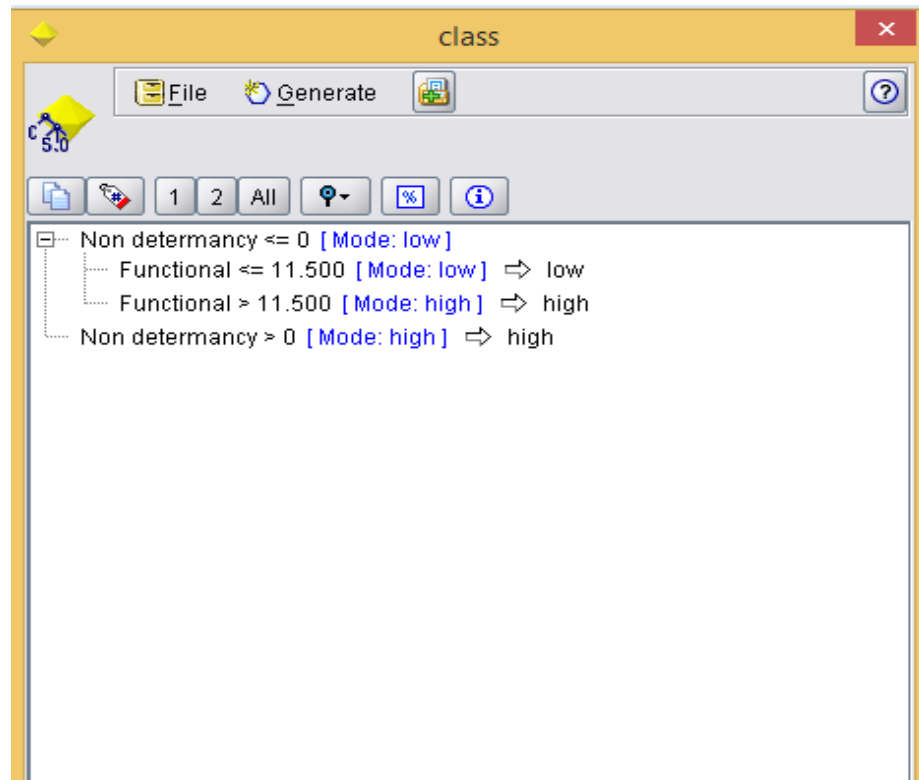 class
File Generate
C 5.0
1 2 All %
Non determancy <= 0 [Mode: low]
Functional <= 11.500 [Mode: low] ⇨ low
Functional > 11.500 [Mode: high] ⇨ high
Non determancy > 0 [Mode: high] ⇨ high